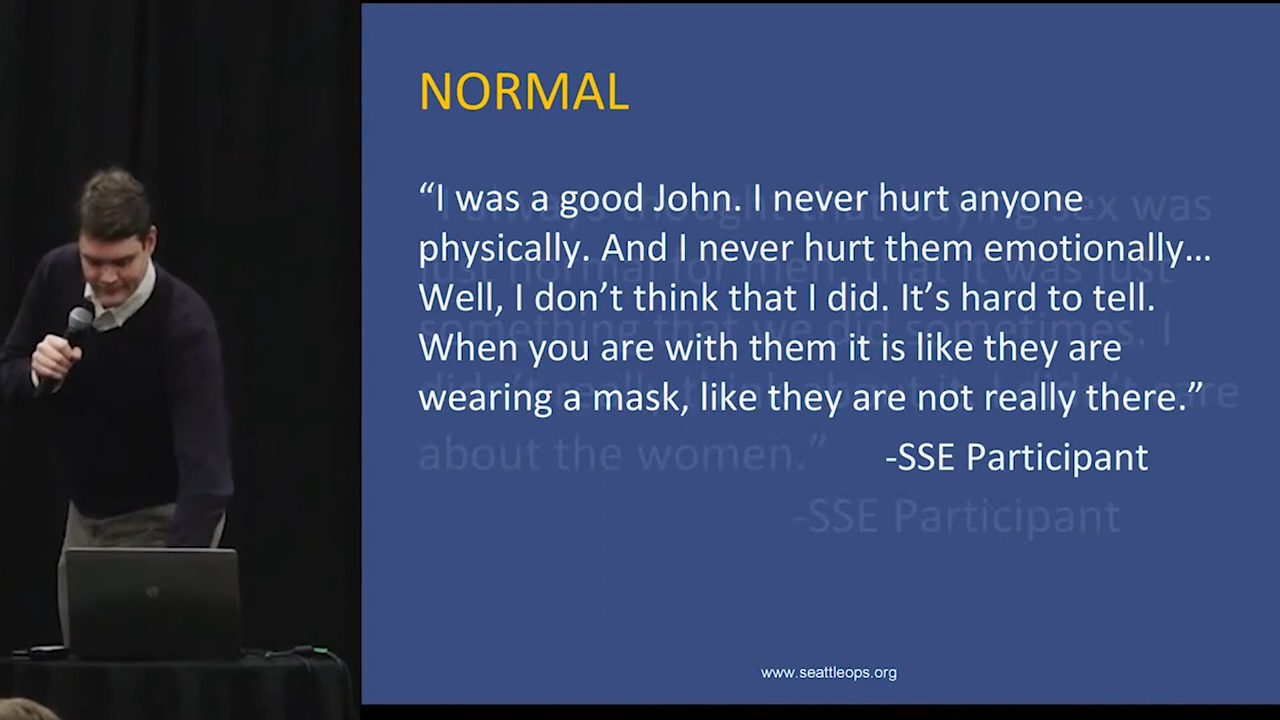 NORMAL
“I was a good John. I never hurt anyone
physically. And I never hurt them emotionally…
Well, I don’t think that I did. It’s hard to tell.
When you are with them it is like they are
wearing a mask, like they are not really there.”
-SSE Participant
about the women.”
-SSE Participant
www.seattleops.org